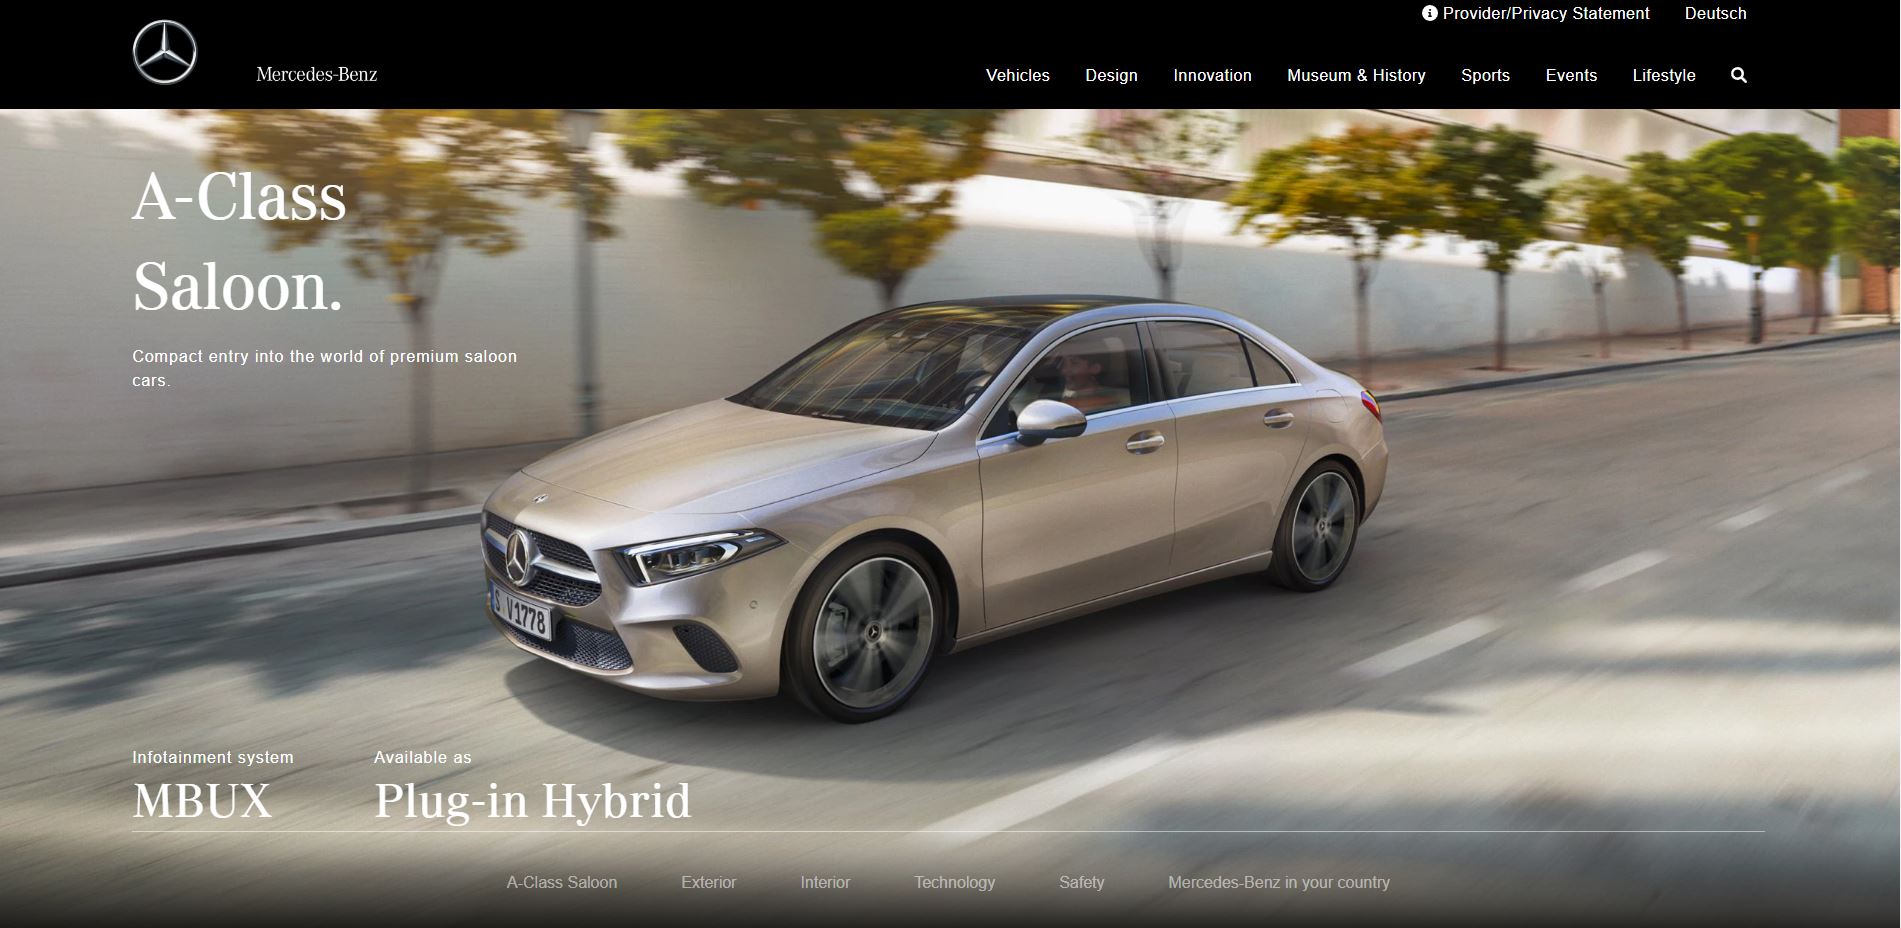 Provider/Privacy Statement Deutsch
Mercedes-Benz
Vehicles Design Innovation Museum & History Sports Events Lifestyle
A-Class
Saloon.
Compact entry into the world of premium saloon
cars.
S V1778
Infotainment system
MBUX
Available as
Plug-in Hybrid
A-Class Saloon Exterior Interior Technology Safety Mercedes-Benz in your country